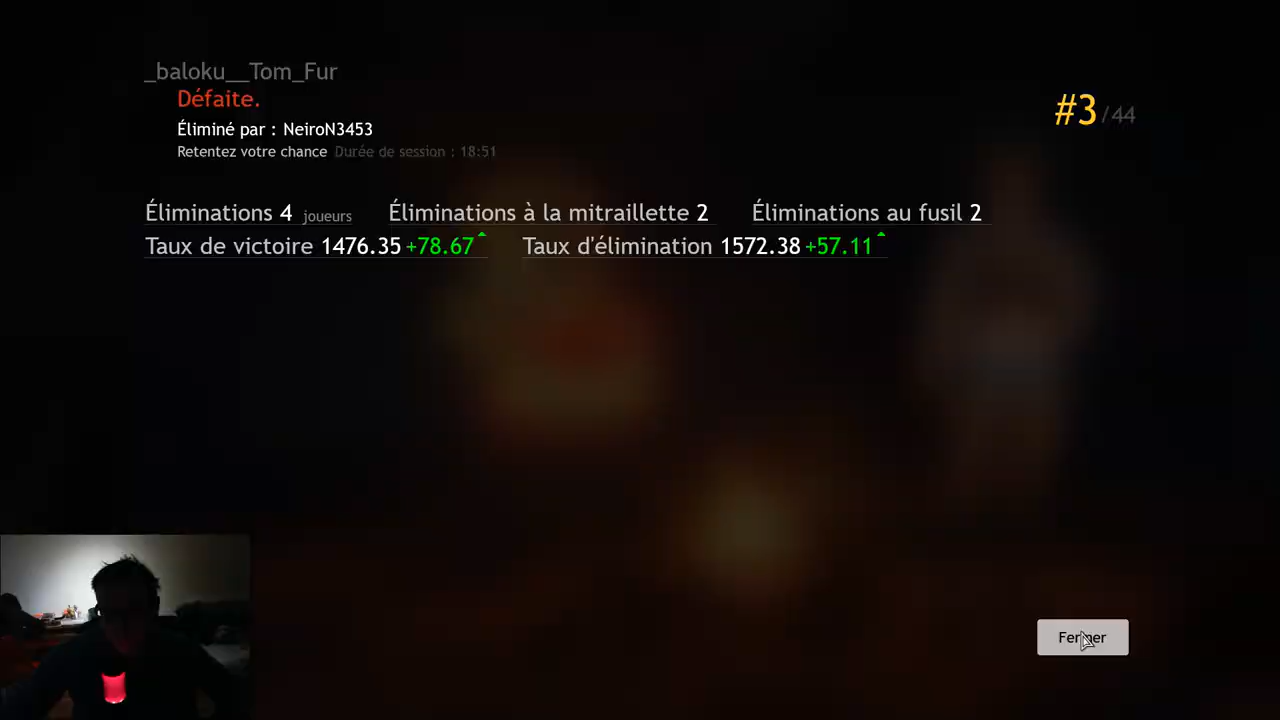 _baloku__Tom_Fur
Défaite.
Éliminé par : NeiroN3453
Retentez votre chance Durée de session : 18:51
#3/44
Éliminations 4 joueurs Éliminations à la mitraillette 2 Éliminations au fusil 2
Taux de victoire 1476.35 +78.67 Taux d'élimination 1572.38 +57.11
Fermer